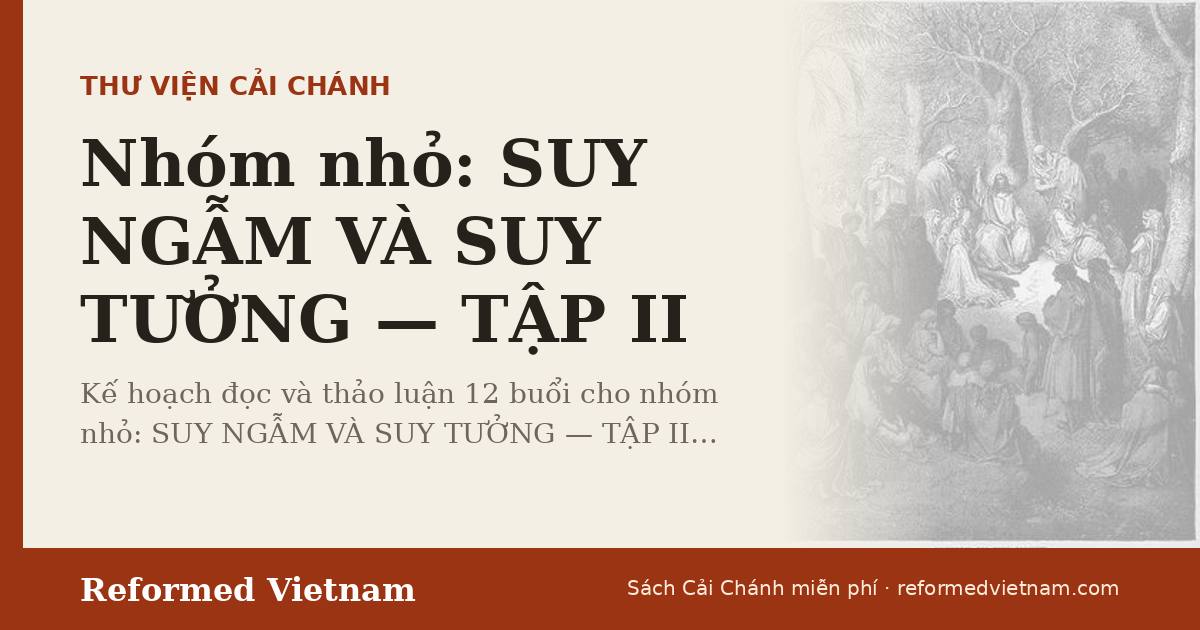 THƯ VIỆN CẢI CHÁNH
Nhóm nhỏ: SUY
NGẪM VÀ SUY
TƯỞNG — TẬP II
Kế hoạch đọc và thảo luận 12 buổi cho nhóm
nhỏ: SUY NGẪM VÀ SUY TƯỞNG — TẬP II...
Reformed Vietnam
Sách Cải Chánh miễn phí · reformedvietnam.com